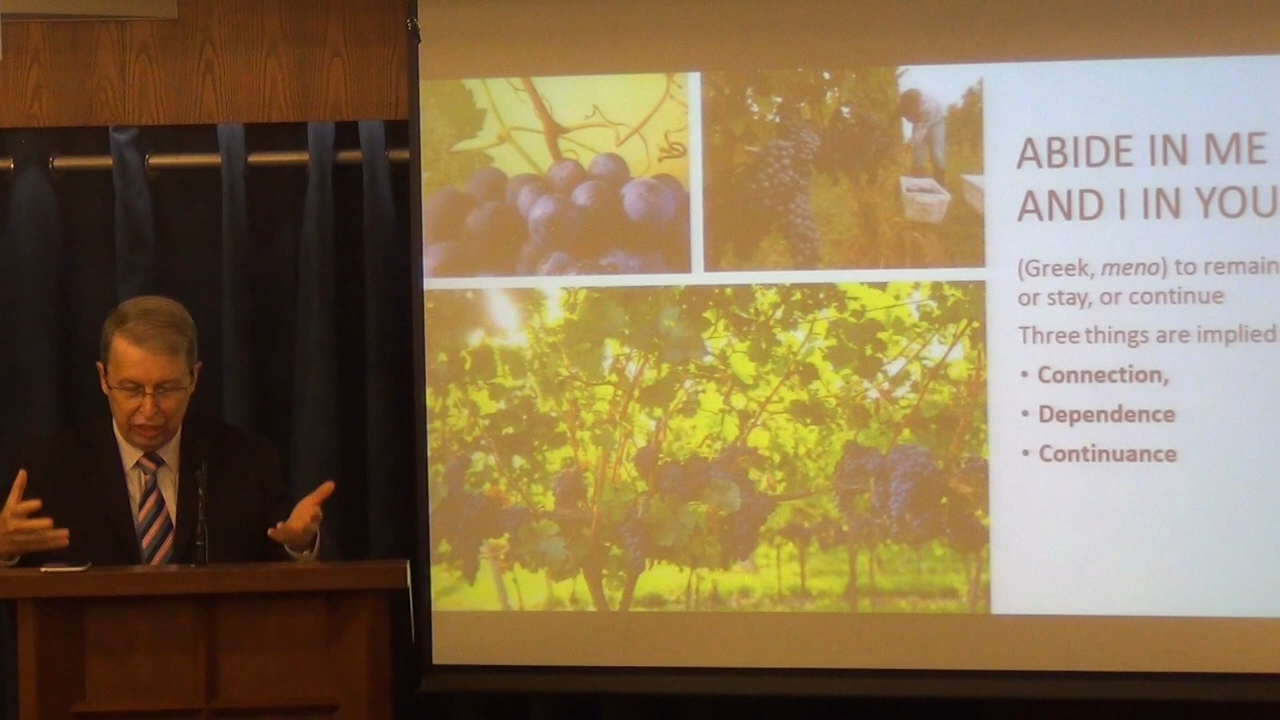 ABIDE IN ME
AND I IN YOU
(Greek, meno) to remain
or stay, or continue
Three things are implied
• Connection,
• Dependence
• Continuance